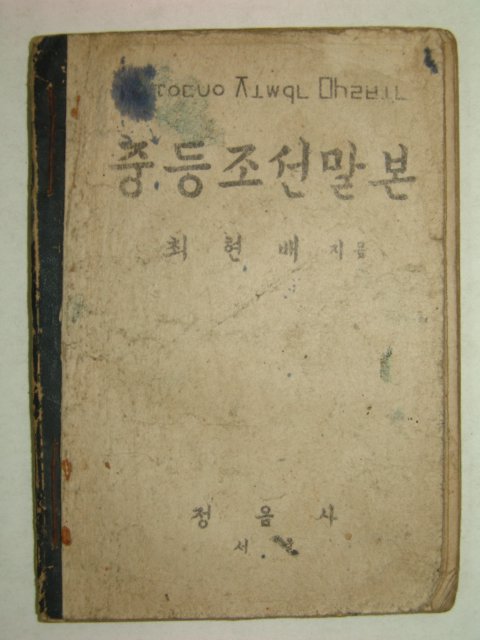 중등조선말본
최현배 지음
정음사
서울